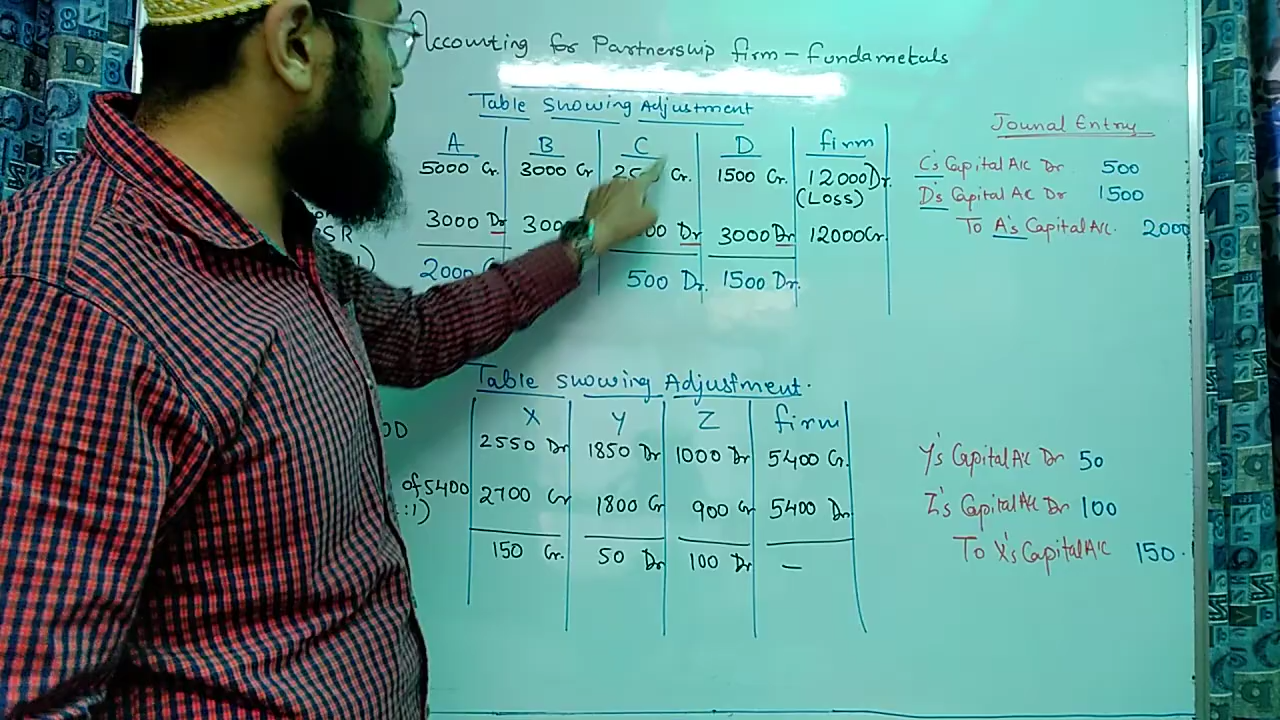 Accounting for Partnership firm – Fundametals
Table Showing Adjustment
A B C D firm
5000 Cr. 3000 Cr Cr. 1500 Cr. 12000 Dr.
(Loss)
3000 Dr Dr 3000 Dr 12000 Cr.
2000 500 Dr. 1500 Dr.
Jounal Entry
C's Capital A/c Dr 500
D's Capital Ac Dr 1500
To A's Capital A/c. 2000
Table showing Adjustment.
X Y Z firm
2550 Dr 1850 Dr 1000 Dr 5400 Cr.
of 5400 2700 Cr 1800 Cr 900 Cr 5400 Dr
:1)
150 Cr. 50 Dr 100 Dr —
Y's Capital A/c Dr 50
Z's Capital A/c Dr 100
To X's Capital A/c 150.